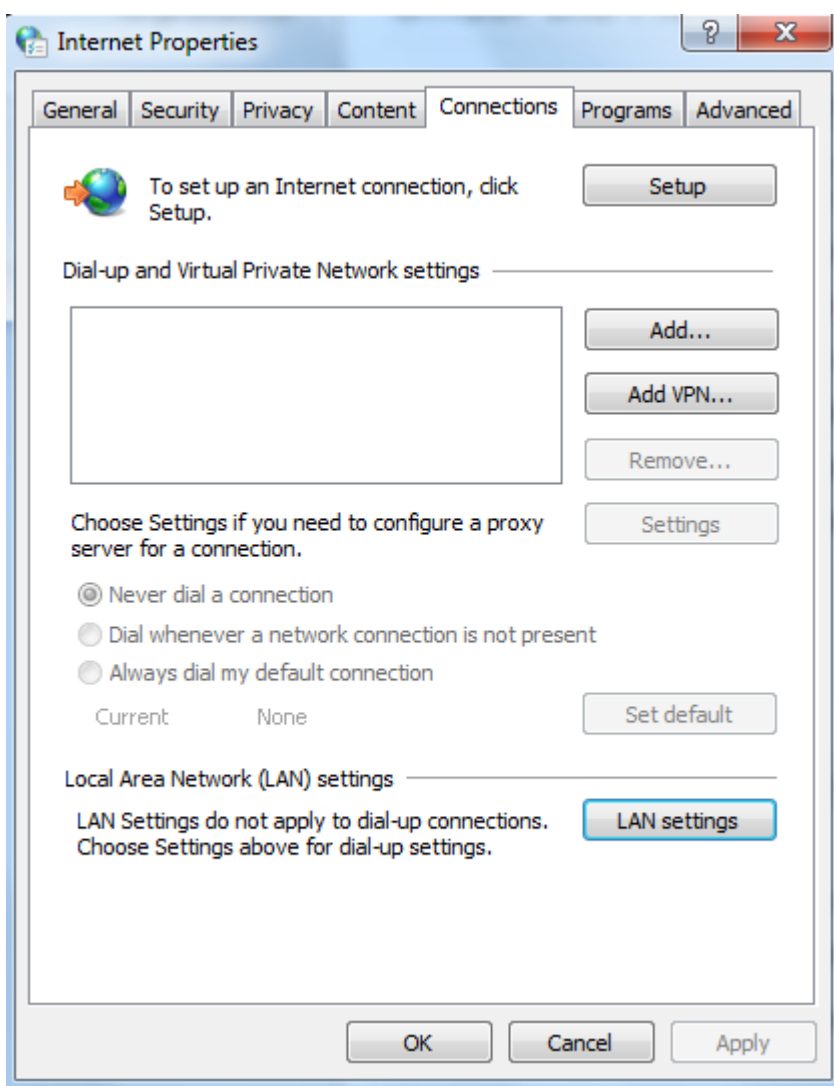 Internet Properties
General Security Privacy Content Connections Programs Advanced
To set up an Internet connection, click
Setup.
Setup
Dial-up and Virtual Private Network settings
Add...
Add VPN...
Remove...
Choose Settings if you need to configure a proxy
server for a connection.
Settings
Never dial a connection
Dial whenever a network connection is not present
Always dial my default connection
Current None
Set default
Local Area Network (LAN) settings
LAN Settings do not apply to dial-up connections.
Choose Settings above for dial-up settings.
LAN settings
OK Cancel Apply